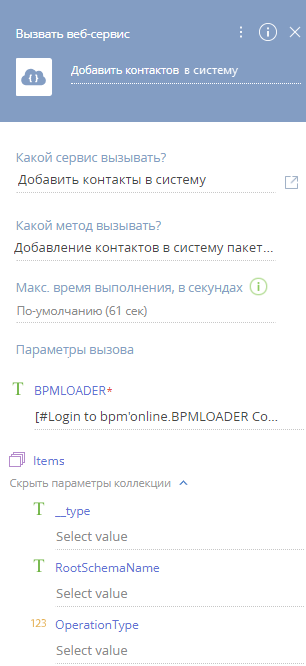 Вызвать веб-сервис
Добавить контактов в систему
Какой сервис вызывать?
Добавить контакты в систему
Какой метод вызывать?
Добавление контактов в систему пакет...
Макс. время выполнения, в секундах
По-умолчанию (61 сек)
Параметры вызова
T BPMLOADER*
[#Login to bpm'online.BPMLOADER Co...
Items
Скрыть параметры коллекции
T __type
Select value
T RootSchemaName
Select value
123 OperationType
Select value